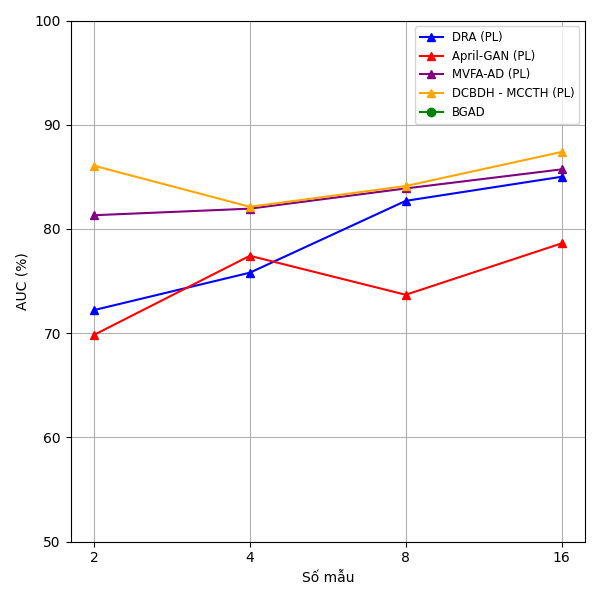 100
90
80
70
60
50
AUC (%)
DRA (PL)
April-GAN (PL)
MVFA-AD (PL)
DCBDH - MCCTH (PL)
BGAD
2 4 8 16
Số mẫu